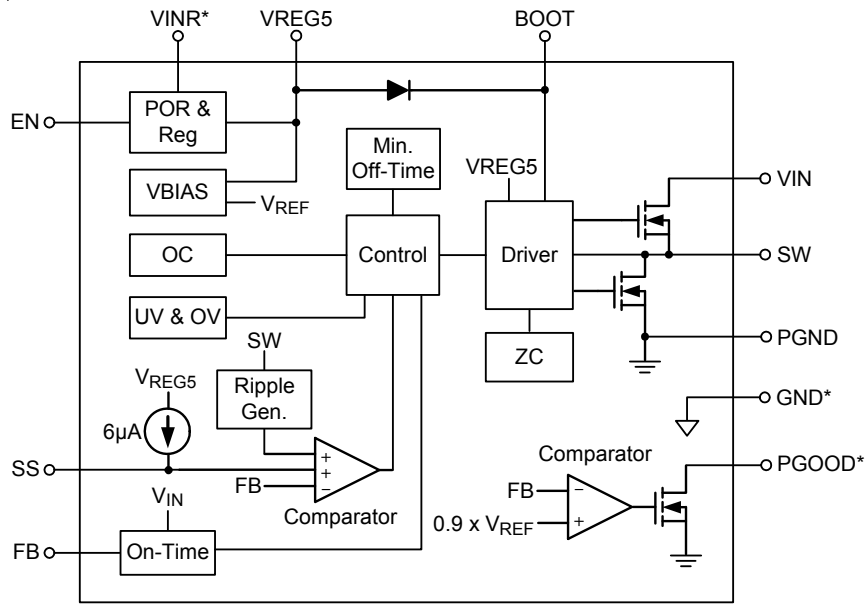 VINR*
VREG5
BOOT
EN
POR &
Reg
Min.
Off-Time
VREG5
VIN
VBIAS
VREF
OC
Control
Driver
SW
UV & OV
SW
ZC
PGND
VREG5
Ripple
Gen.
GND*
6µA
+
SS
+
FB
−
Comparator
Comparator
PGOOD*
VIN
FB
−
0.9 x VREF
+
FB
On-Time